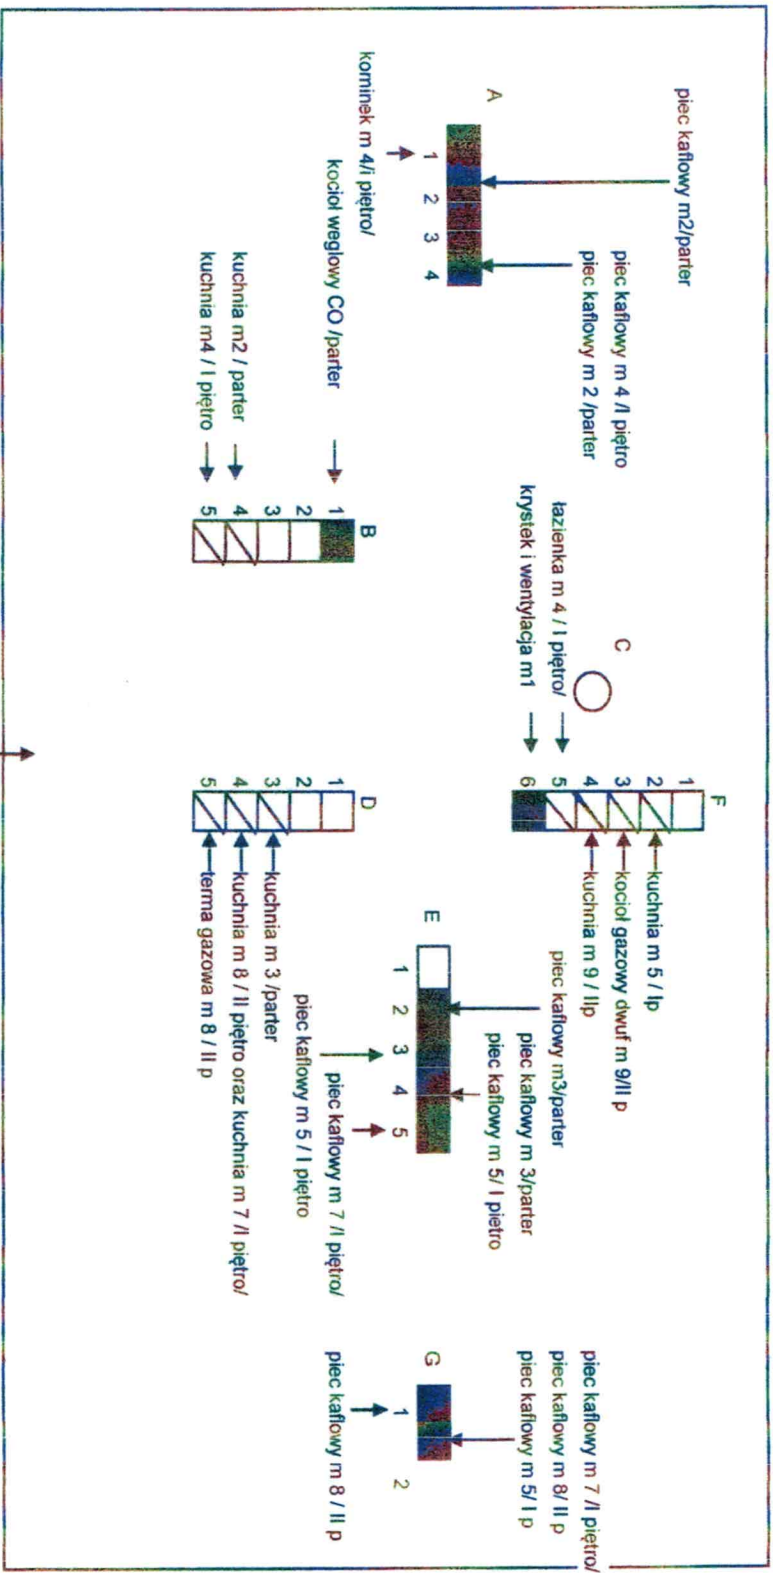 piec kaflowy m2/parter
piec kaflowy m 4 /I piętro
piec kaflowy m 2 /parter
A
1 2 3 4
kominek m 4/i piętro/
kocioł weglowy CO /parter
kuchnia m2 / parter
kuchnia m4 / I piętro
B
1
2
3
4
5
C
łazienka m 4 / I piętro/
krystek i wentylacja m1
F
1
2
3
4
5
6
kuchnia m 5 / Ip
kocioł gazowy dwuf m 9/II p
kuchnia m 9 / IIp
D
1
2
3
4
5
kuchnia m 3 /parter
kuchnia m 8 / II piętro oraz kuchnia m 7 /I piętro/
terma gazowa m 8 / II p
piec kaflowy m3/parter
piec kaflowy m 3/parter
piec kaflowy m 5/ I pietro
E
1 2 3 4 5
piec kaflowy m 7 /I piętro/
piec kaflowy m 5 / I piętro
piec kaflowy m 7 /I piętro/
piec kaflowy m 8/ II p
piec kaflowy m 5/ I p
G
1 2
piec kaflowy m 8 / II p